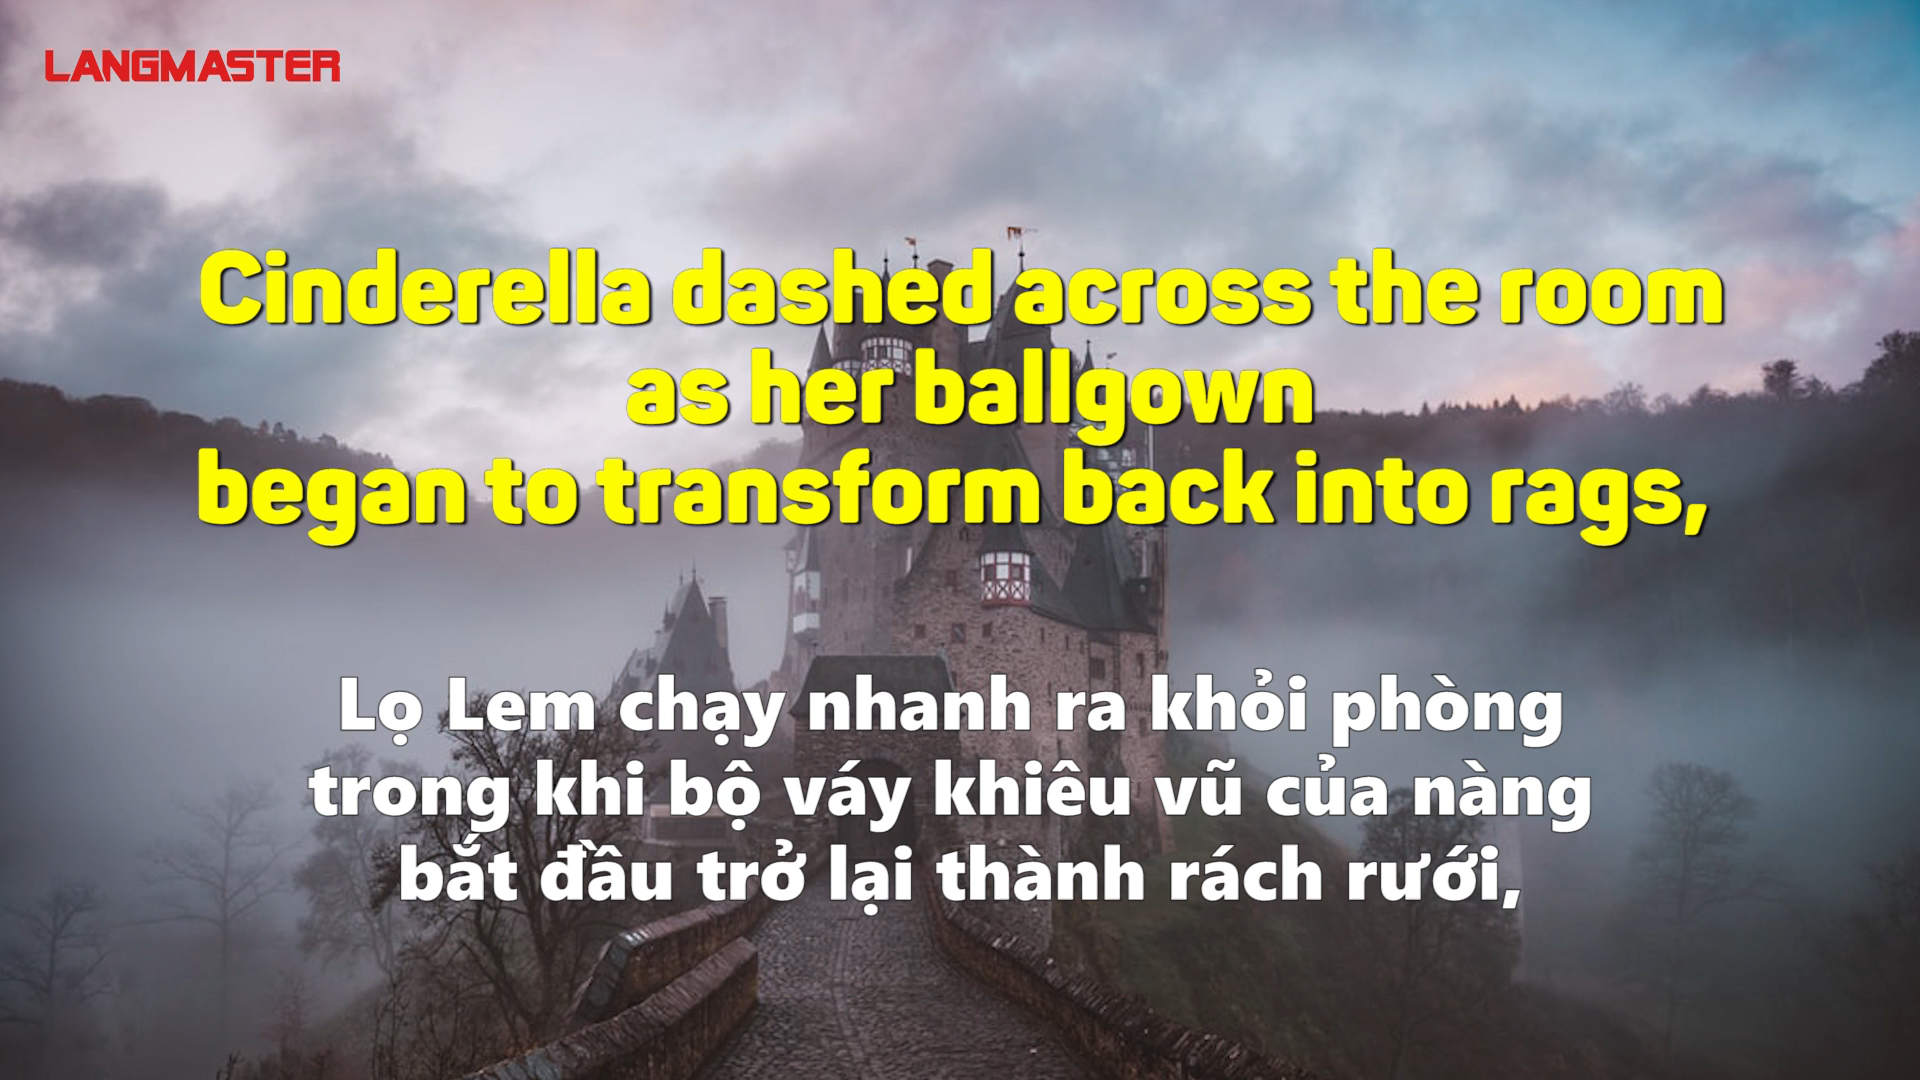 LANGMASTER
Cinderella dashed across the room
as her ballgown
began to transform back into rags,
Lọ Lem chạy nhanh ra khỏi phòng
trong khi bộ váy khiêu vũ của nàng
bắt đầu trở lại thành rách rưới,